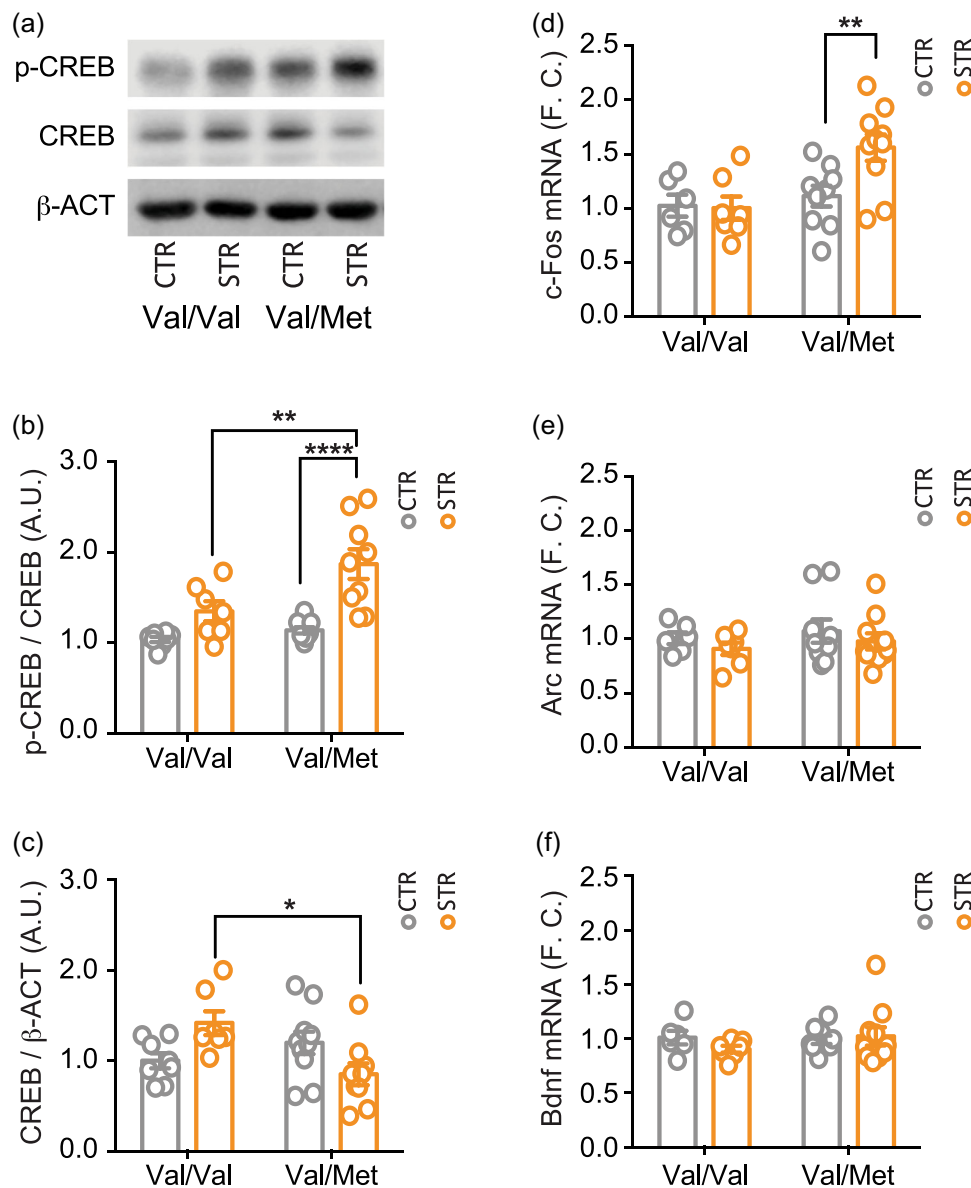 (a)
p-CREB
CREB
β-ACT
CTR
STR
CTR
STR
Val/Val
Val/Met
(b)
p-CREB / CREB (A.U.)
3.0
2.0
1.0
0.0
**
****
CTR
STR
Val/Val
Val/Met
(c)
CREB / β-ACT (A.U.)
3.0
2.0
1.0
0.0
*
CTR
STR
Val/Val
Val/Met
(d)
c-Fos mRNA (F. C.)
2.5
2.0
1.5
1.0
0.5
0.0
**
CTR
STR
Val/Val
Val/Met
(e)
Arc mRNA (F. C.)
2.5
2.0
1.5
1.0
0.5
0.0
CTR
STR
Val/Val
Val/Met
(f)
Bdnf mRNA (F. C.)
2.5
2.0
1.5
1.0
0.5
0.0
CTR
STR
Val/Val
Val/Met